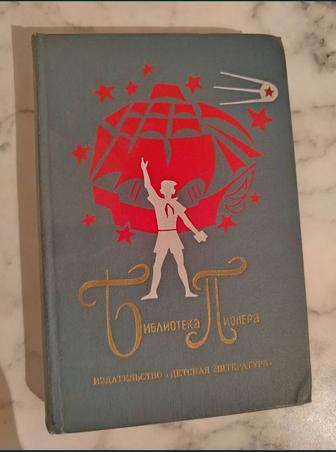 Библиотека Пионера
ИЗДАТЕЛЬСТВО «ДЕТСКАЯ ЛИТЕРАТУРА»